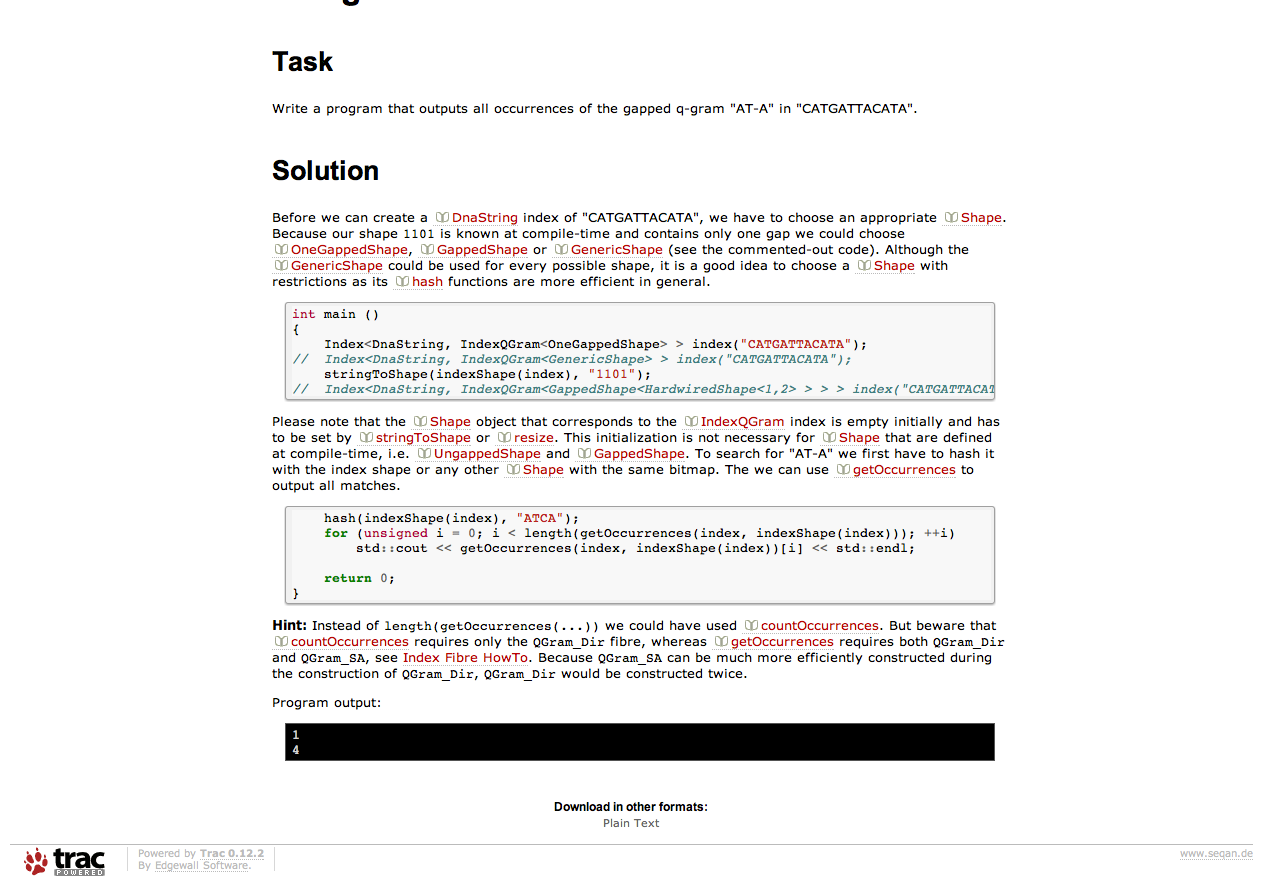 Task
Write a program that outputs all occurrences of the gapped q-gram "AT-A" in "CATGATTACATA".
Solution
Before we can create a DnaString index of "CATGATTACATA", we have to choose an appropriate Shape.
Because our shape 1101 is known at compile-time and contains only one gap we could choose
OneGappedShape, GappedShape or GenericShape (see the commented-out code). Although the
GenericShape could be used for every possible shape, it is a good idea to choose a Shape with
restrictions as its hash functions are more efficient in general.
int main ()
{
    Index<DnaString, IndexQGram<OneGappedShape> > index("CATGATTACATA");
//  Index<DnaString, IndexQGram<GenericShape> > index("CATGATTACATA");
    stringToShape(indexShape(index), "1101");
//  Index<DnaString, IndexQGram<GappedShape<HardwiredShape<1,2> > > > index("CATGATTACAT
Please note that the Shape object that corresponds to the IndexQGram index is empty initially and has
to be set by stringToShape or resize. This initialization is not necessary for Shape that are defined
at compile-time, i.e. UngappedShape and GappedShape. To search for "AT-A" we first have to hash it
with the index shape or any other Shape with the same bitmap. The we can use getOccurrences to
output all matches.
    hash(indexShape(index), "ATCA");
    for (unsigned i = 0; i < length(getOccurrences(index, indexShape(index))); ++i)
        std::cout << getOccurrences(index, indexShape(index))[i] << std::endl;
    return 0;
}
Hint: Instead of length(getOccurrences(...)) we could have used countOccurrences. But beware that
countOccurrences requires only the QGram_Dir fibre, whereas getOccurrences requires both QGram_Dir
and QGram_SA, see Index Fibre HowTo. Because QGram_SA can be much more efficiently constructed during
the construction of QGram_Dir, QGram_Dir would be constructed twice.
Program output:
1
4
Download in other formats:
Plain Text
trac
POWERED
Powered by Trac 0.12.2
By Edgewall Software.
www.seqan.de